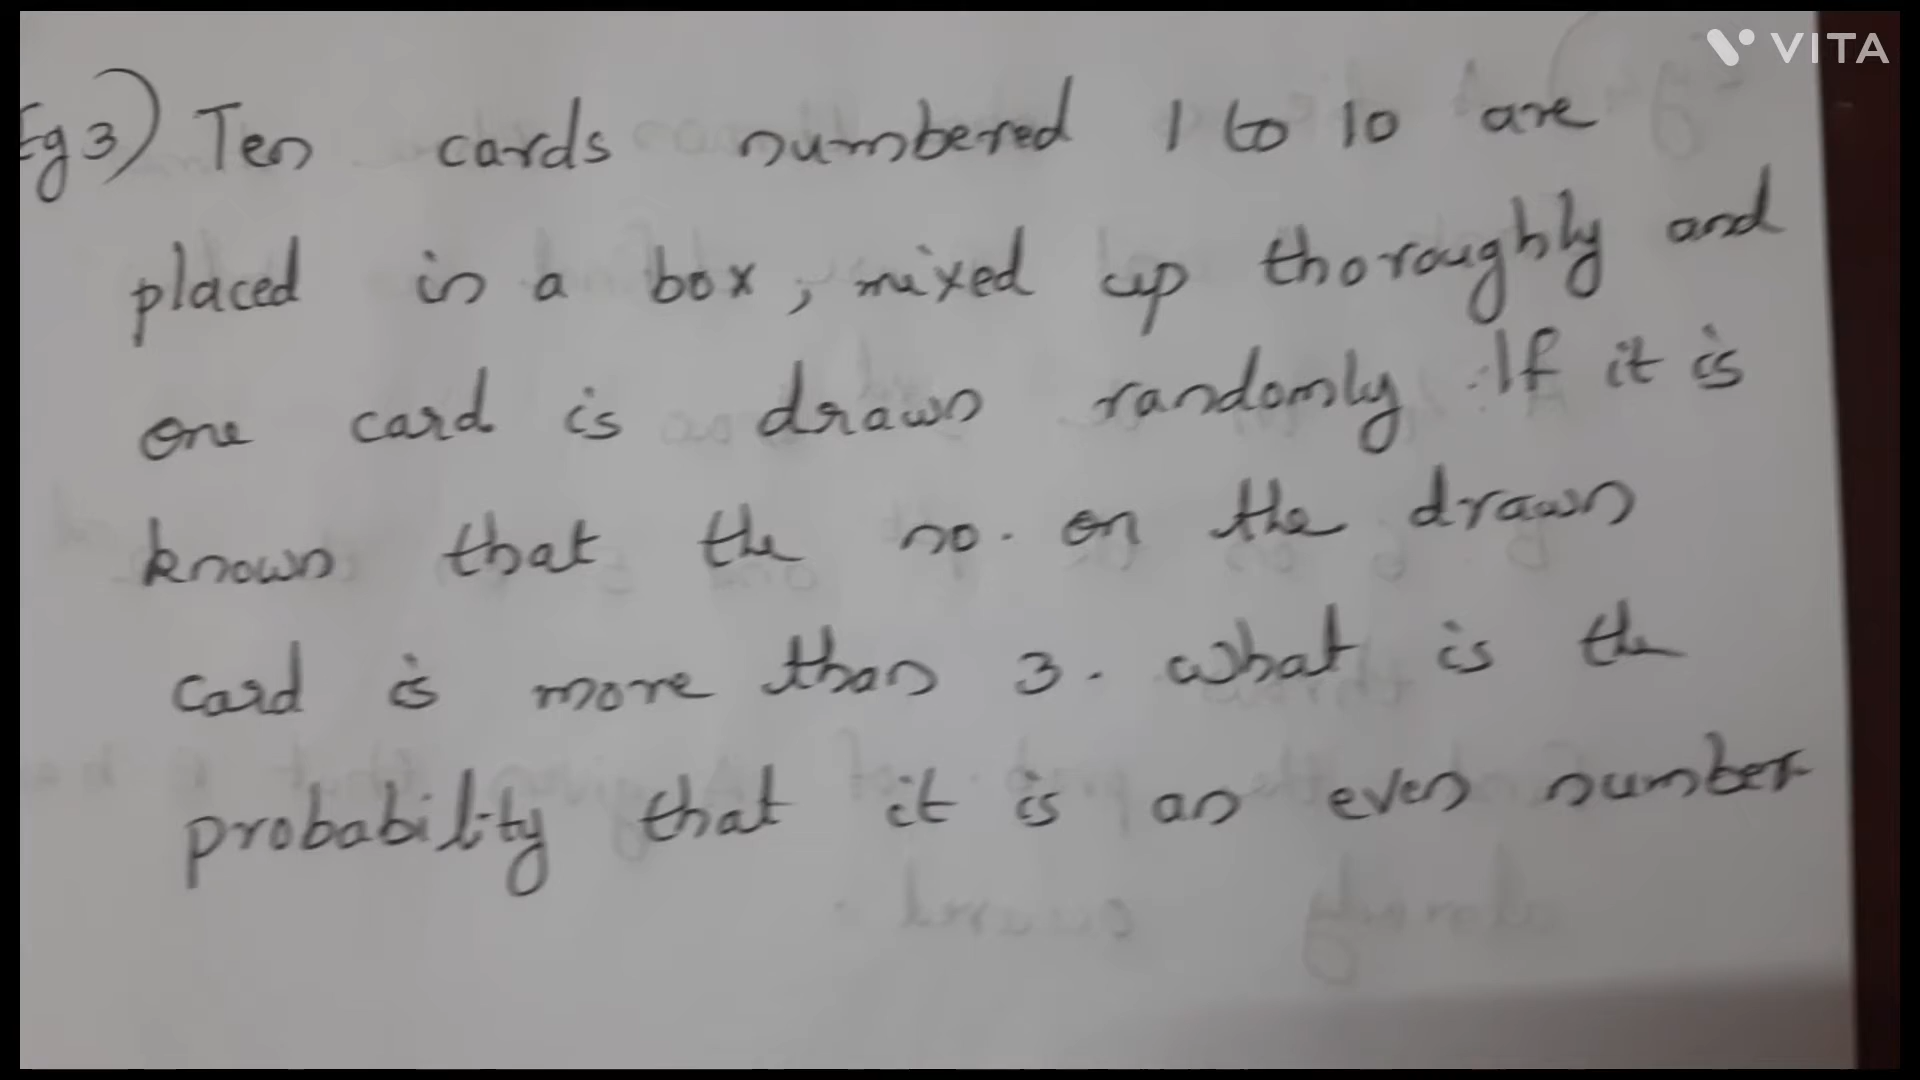 VITA
Eg 3) Ten cards numbered 1 to 10 are
placed in a box, mixed up thoroughly and
one card is drawn randomly. If it is
known that the no. on the drawn
card is more than 3. What is the
probability that it is an even number